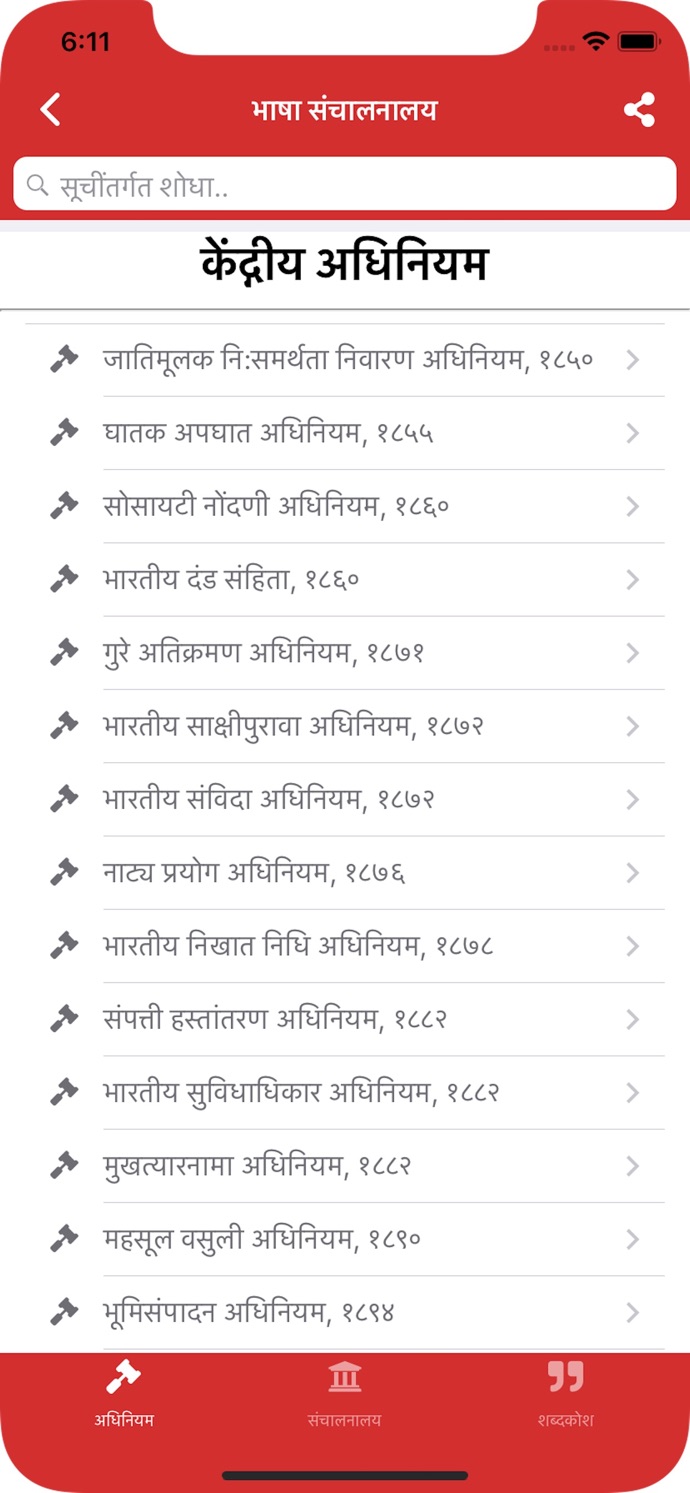 6:11
भाषा संचालनालय
सूचींतर्गत शोधा..
केंद्रीय अधिनियम
जातिमूलक नि:समर्थता निवारण अधिनियम, १८५०
घातक अपघात अधिनियम, १८५५
सोसायटी नोंदणी अधिनियम, १८६०
भारतीय दंड संहिता, १८६०
गुरे अतिक्रमण अधिनियम, १८७१
भारतीय साक्षीपुरावा अधिनियम, १८७२
भारतीय संविदा अधिनियम, १८७२
नाट्य प्रयोग अधिनियम, १८७६
भारतीय निखात निधि अधिनियम, १८७८
संपत्ती हस्तांतरण अधिनियम, १८८२
भारतीय सुविधाधिकार अधिनियम, १८८२
मुखत्यारनामा अधिनियम, १८८२
महसूल वसुली अधिनियम, १८९०
भूमिसंपादन अधिनियम, १८९४
अधिनियम
संचालनालय
शब्दकोश